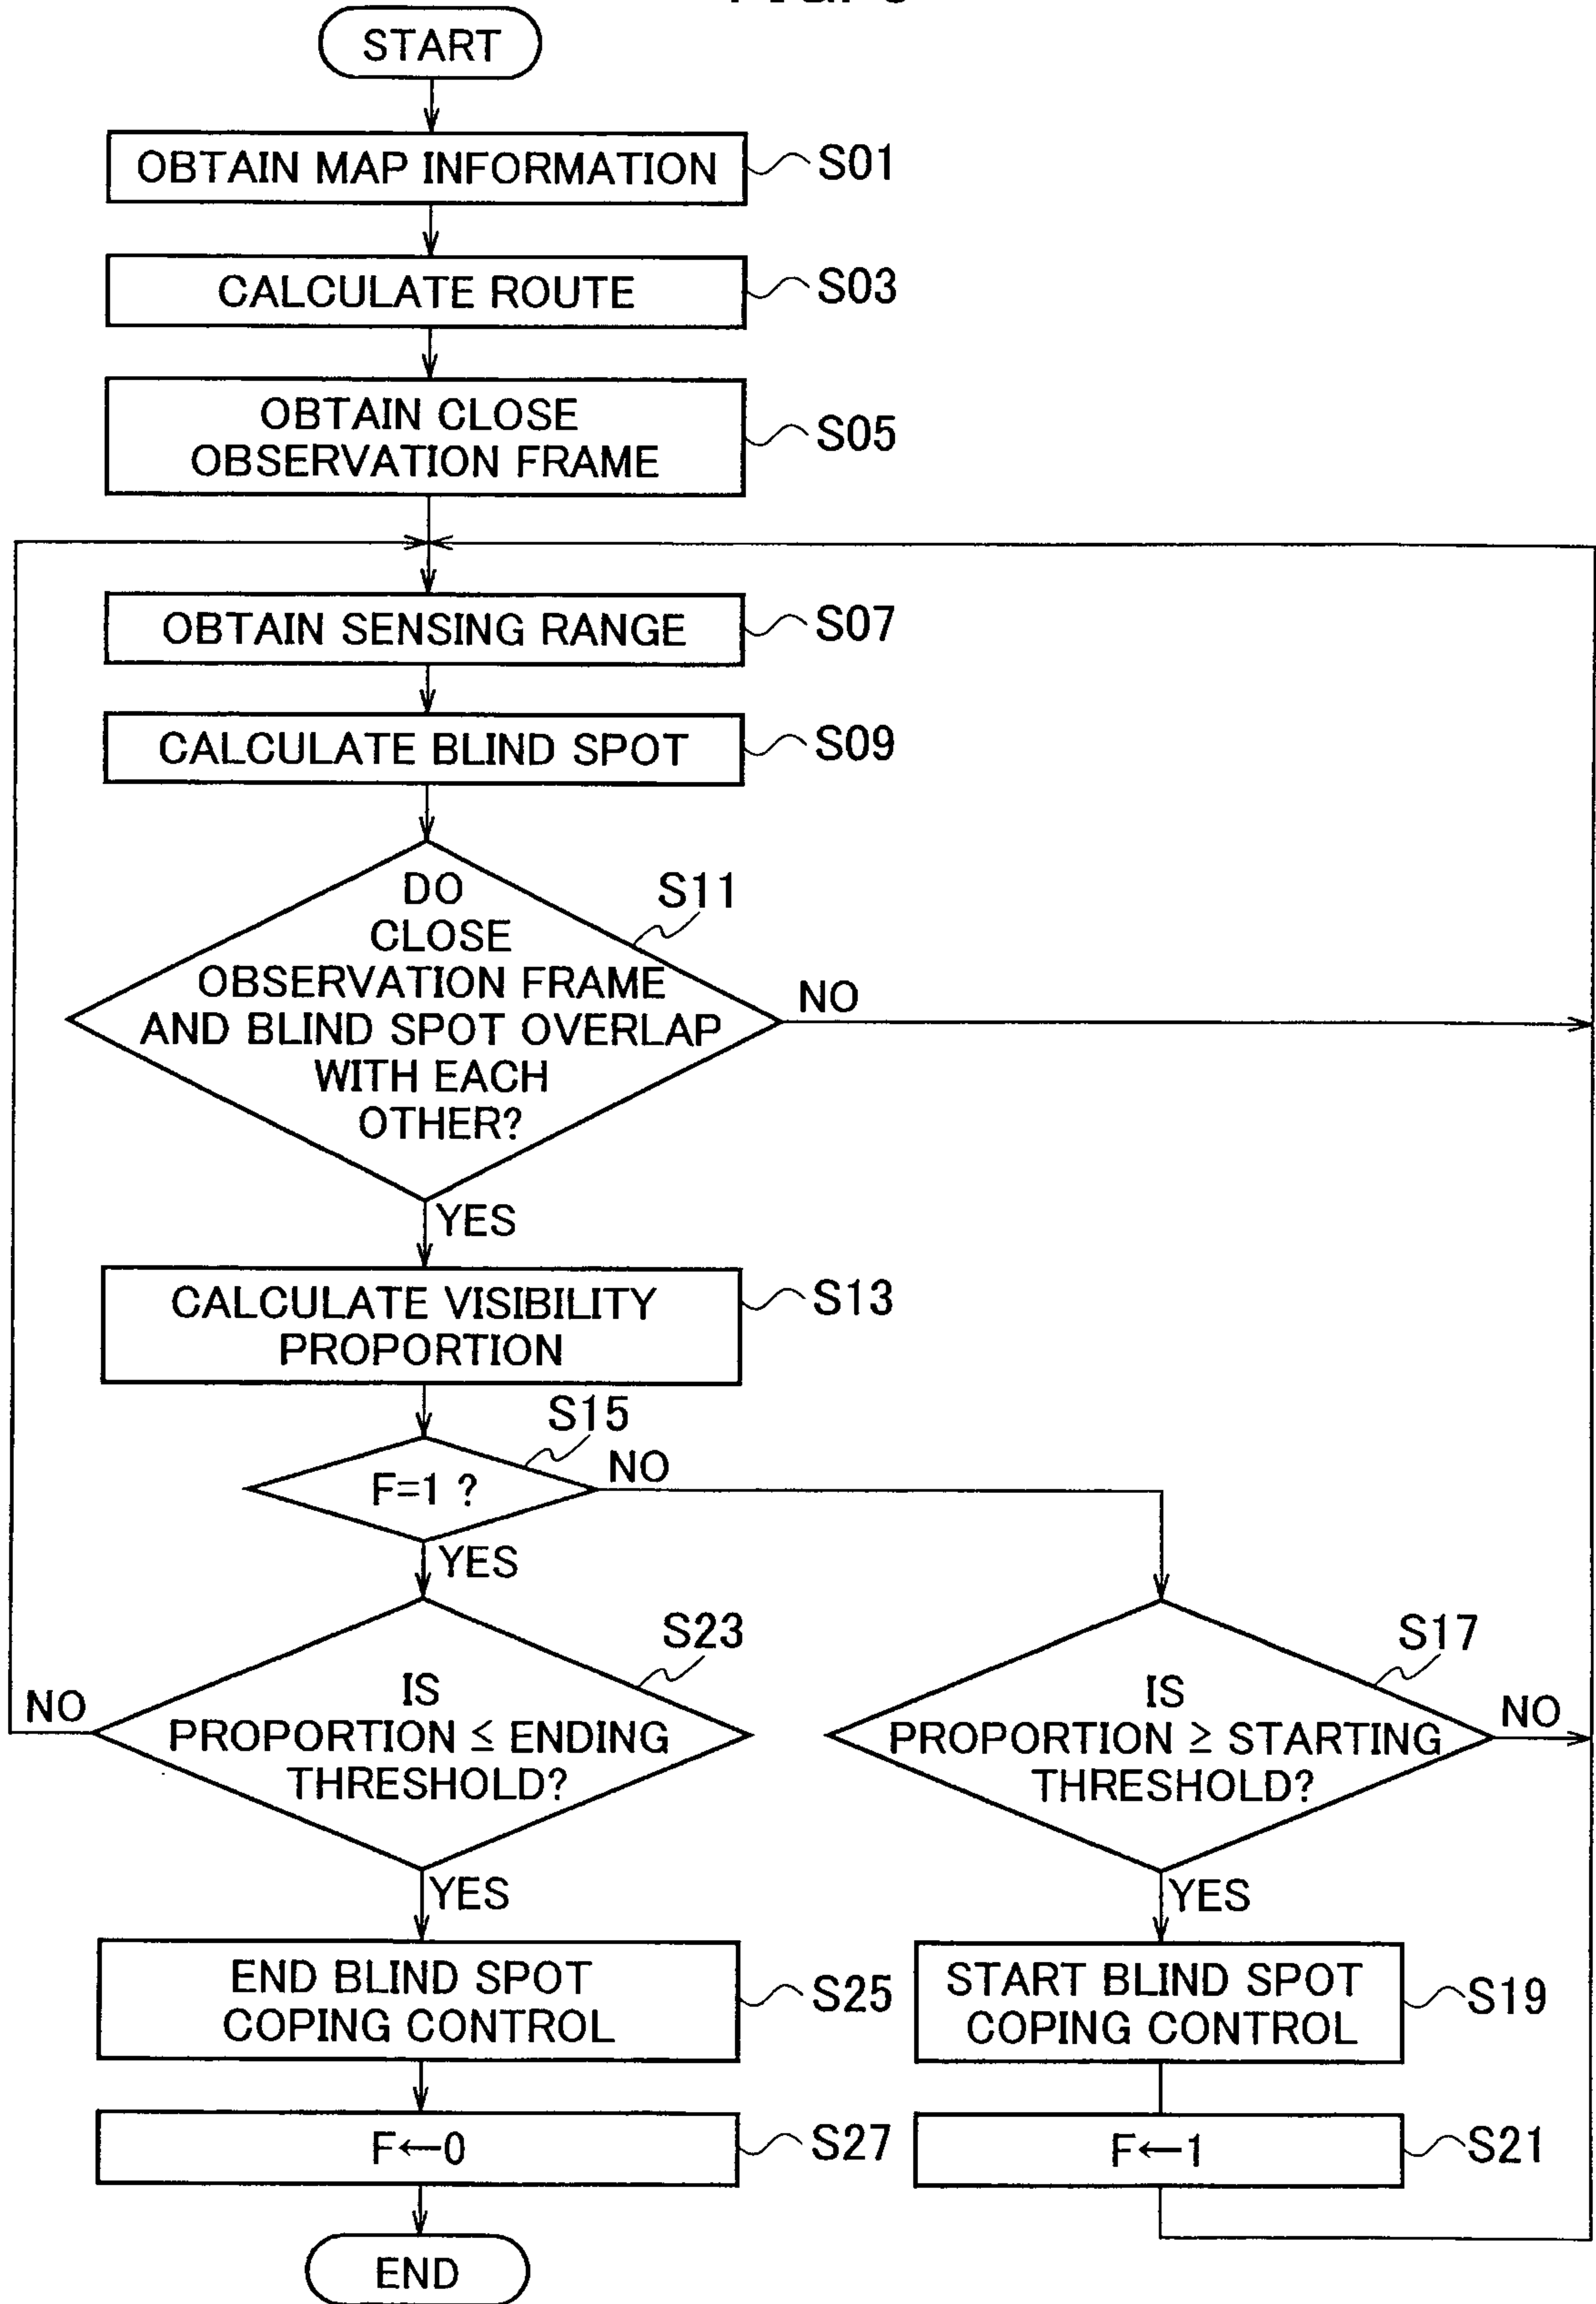 START
OBTAIN MAP INFORMATION
S01
CALCULATE ROUTE
S03
OBTAIN CLOSE
OBSERVATION FRAME
S05
OBTAIN SENSING RANGE
S07
CALCULATE BLIND SPOT
S09
DO
CLOSE
OBSERVATION FRAME
AND BLIND SPOT OVERLAP
WITH EACH
OTHER?
S11
NO
YES
CALCULATE VISIBILITY
PROPORTION
S13
F=1 ?
S15
NO
YES
IS
PROPORTION ≤ ENDING
THRESHOLD?
S23
NO
YES
IS
PROPORTION ≥ STARTING
THRESHOLD?
S17
NO
YES
END BLIND SPOT
COPING CONTROL
S25
START BLIND SPOT
COPING CONTROL
S19
F←0
S27
F←1
S21
END